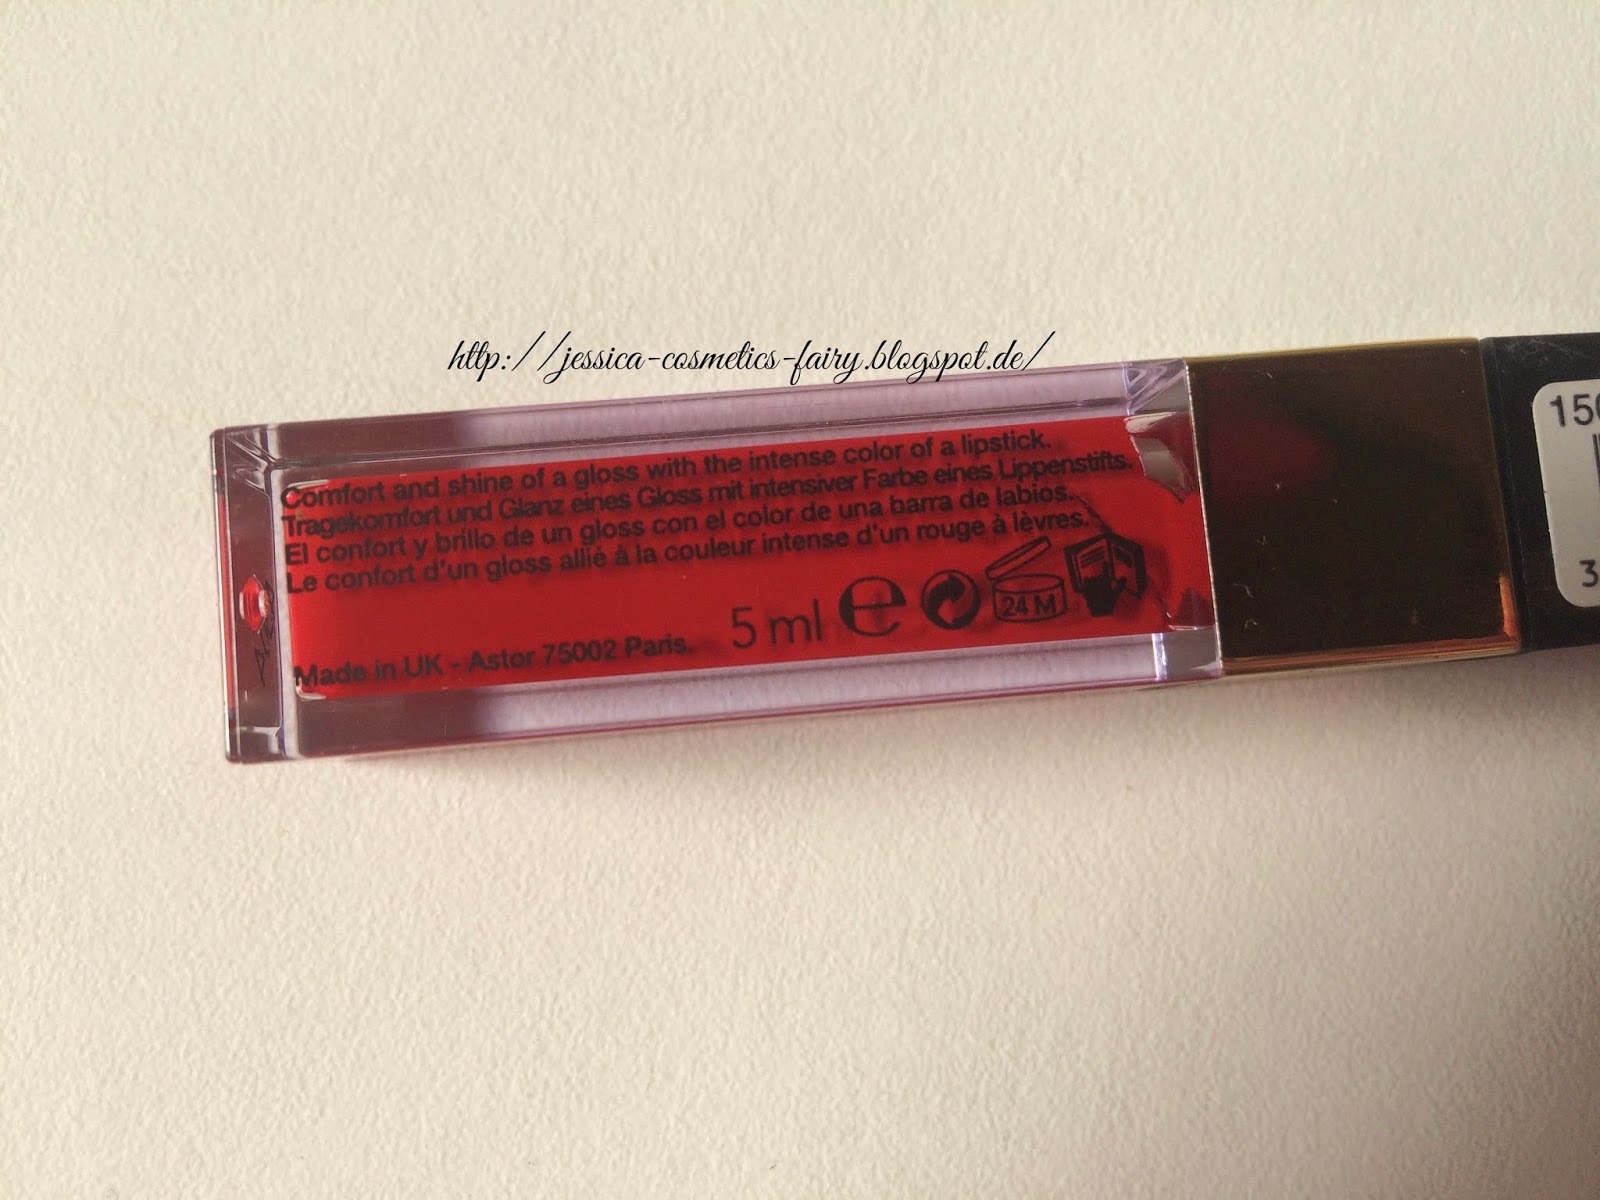 http://jessica-cosmetics-fairy.blogspot.de/
Comfort and shine of a gloss with the intense color of a lipstick.
Tragekomfort und Glanz eines Gloss mit intensiver Farbe eines Lippenstifts.
El confort y brillo de un gloss con el color de una barra de labios.
Le confort d'un gloss allié à la couleur intense d'un rouge à lèvres.
5 ml e 24 M
Made in UK - Astor 75002 Paris.
150
3